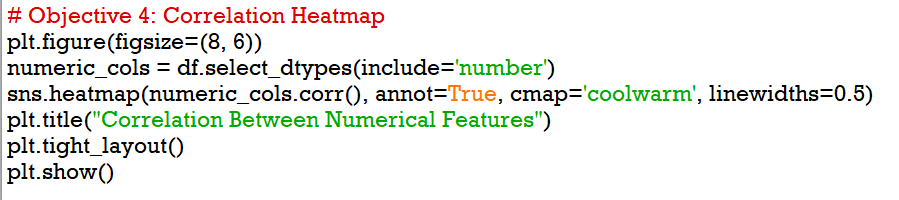 # Objective 4: Correlation Heatmap
plt.figure(figsize=(8, 6))
numeric_cols = df.select_dtypes(include='number')
sns.heatmap(numeric_cols.corr(), annot=True, cmap='coolwarm', linewidths=0.5)
plt.title("Correlation Between Numerical Features")
plt.tight_layout()
plt.show()